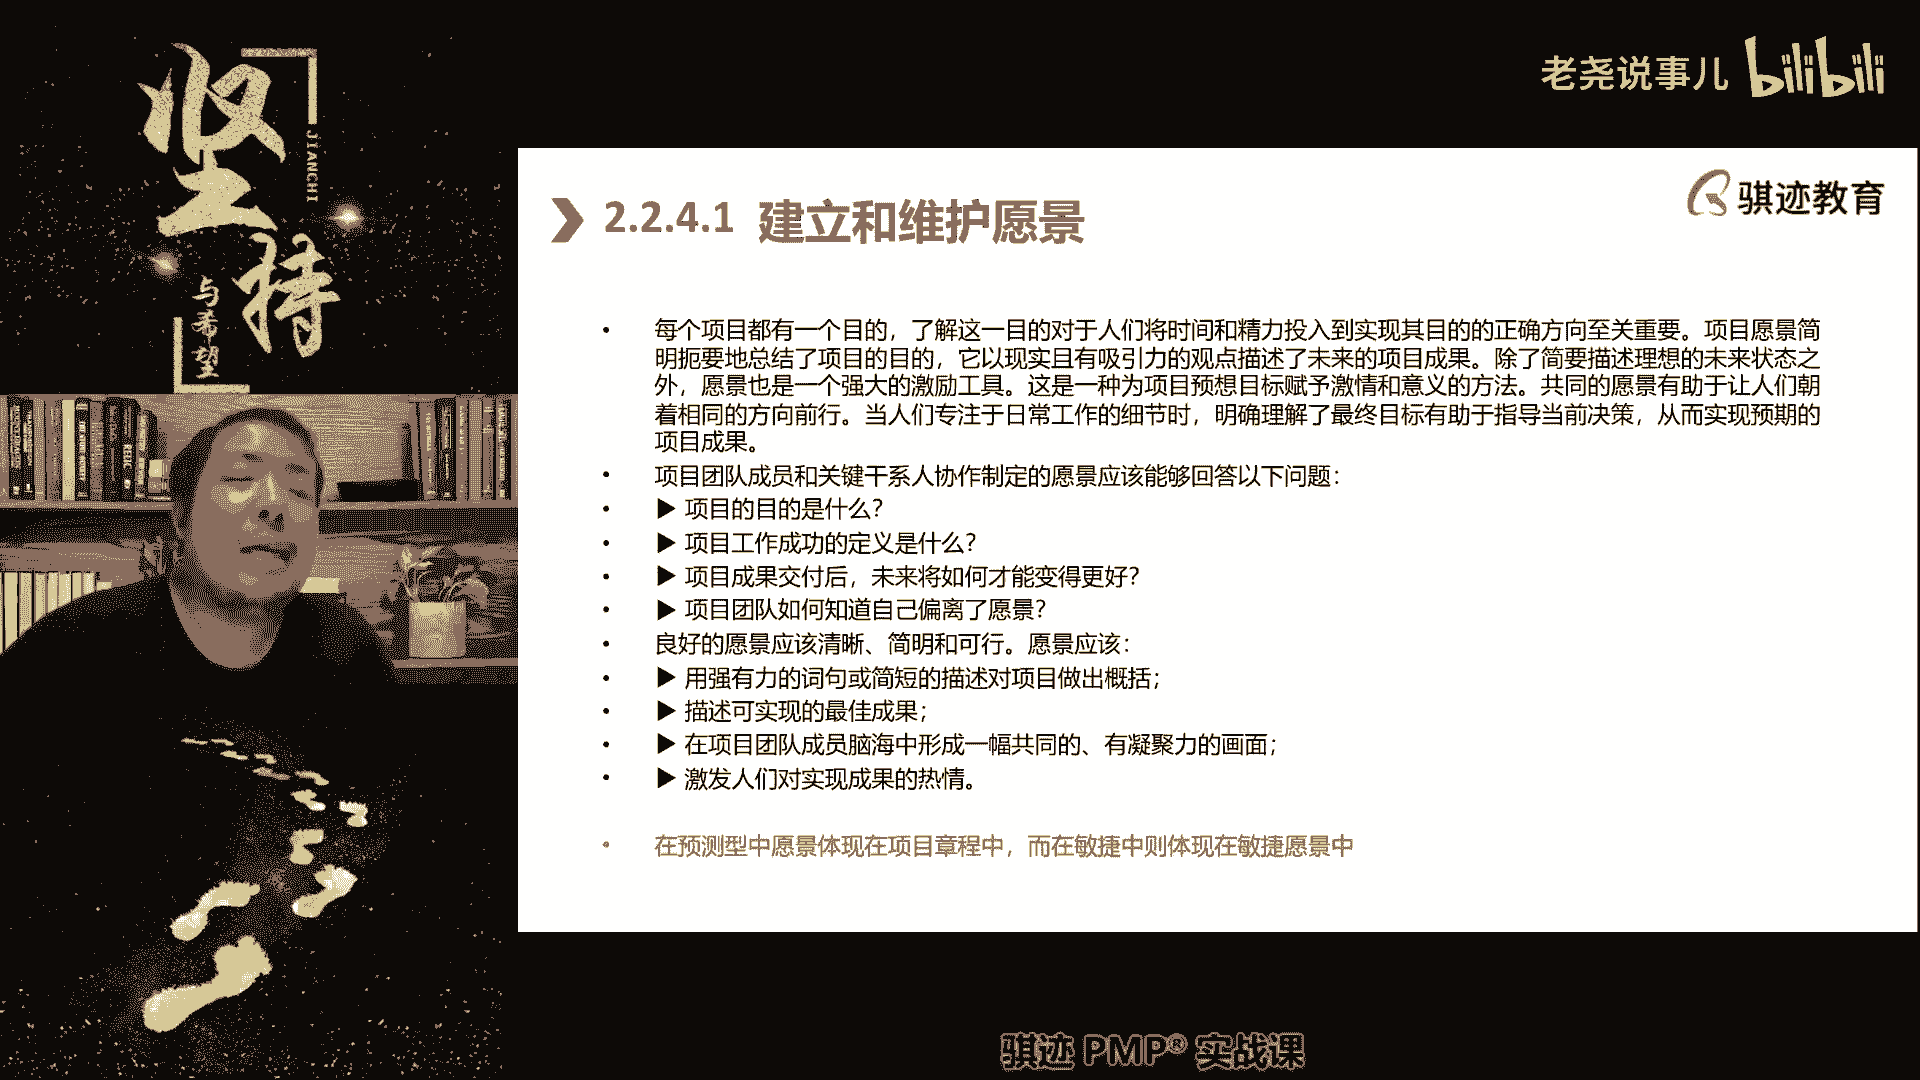 坚持
JIANCHI
与希望
老尧说事儿 bilibili
骐迹教育
2.2.4.1 建立和维护愿景
• 每个项目都有一个目的，了解这一目的对于人们将时间和精力投入到实现其目的的正确方向至关重要。项目愿景简
明扼要地总结了项目的目的，它以现实且有吸引力的观点描述了未来的项目成果。除了简要描述理想的未来状态之
外，愿景也是一个强大的激励工具。这是一种为项目预想目标赋予激情和意义的方法。共同的愿景有助于让人们朝
着相同的方向前行。当人们专注于日常工作的细节时，明确理解了最终目标有助于指导当前决策，从而实现预期的
项目成果。
• 项目团队成员和关键干系人协作制定的愿景应该能够回答以下问题：
• ▶ 项目的目的是什么？
• ▶ 项目工作成功的定义是什么？
• ▶ 项目成果交付后，未来将如何才能变得更好？
• ▶ 项目团队如何知道自己偏离了愿景？
• 良好的愿景应该清晰、简明和可行。愿景应该：
• ▶ 用强有力的词句或简短的描述对项目做出概括；
• ▶ 描述可实现的最佳成果；
• ▶ 在项目团队成员脑海中形成一幅共同的、有凝聚力的画面；
• ▶ 激发人们对实现成果的热情。
• 在预测型中愿景体现在项目章程中，而在敏捷中则体现在敏捷愿景中
骐迹 PMP® 实战课